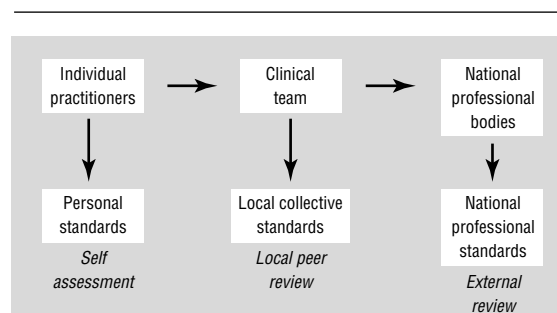 Individual
practitioners
Clinical
team
National
professional
bodies
Personal
standards
Self
assessment
Local collective
standards
Local peer
review
National
professional
standards
External
review